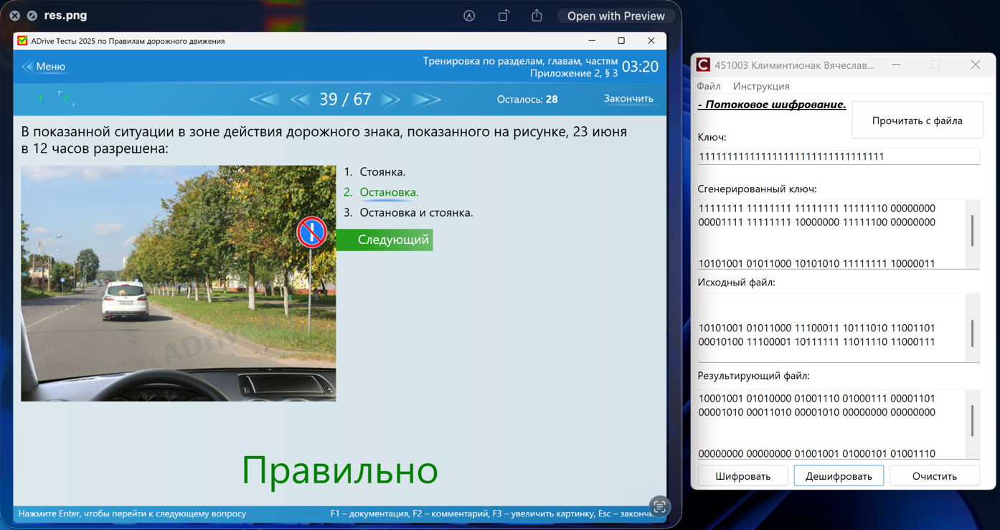 res.png
Open with Preview
ADrive Тесты 2025 по Правилам дорожного движения
Меню
Тренировка по разделам, главам, частям
Приложение 2, § 3
03:20
1 2
39 / 67
Осталось: 28
Закончить
В показанной ситуации в зоне действия дорожного знака, показанного на рисунке, 23 июня
в 12 часов разрешена:
1. Стоянка.
2. Остановка.
3. Остановка и стоянка.
Следующий
Правильно
Нажмите Enter, чтобы перейти к следующему вопросу
F1 – документация, F2 – комментарий, F3 – увеличить картинку, Esc – закончи
451003 Климинтионак Вячеслав...
Файл Инструкция
- Потоковое шифрование.
Прочитать с файла
Ключ:
Сгенерированный ключ:
11111111 11111111 11111111 11111110 00000000
00001111 11111111 10000000 11111100 00000000
10101001 01011000 10101010 11111111 10000011
Исходный файл:
10101001 01011000 11100011 10111010 11001101
00010100 11100001 10111111 11011110 11000111
Результирующий файл:
10001001 01010000 01001110 01000111 00001101
00001010 00011010 00001010 00000000 00000000
00000000 00000000 01001001 01000101 01001110
Шифровать
Дешифровать
Очистить